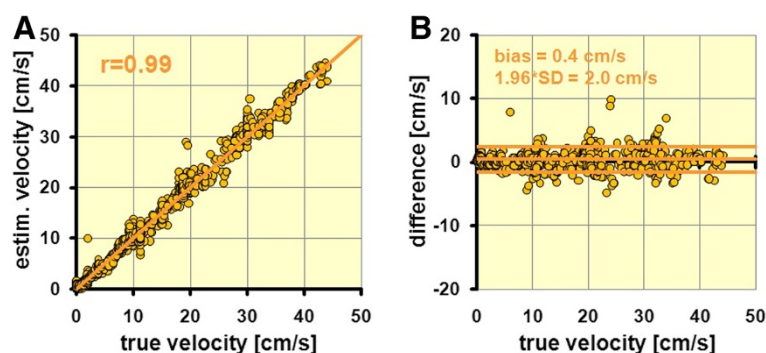 A
50
40
30
20
10
0
estim. velocity [cm/s]
r=0.99
0 10 20 30 40 50
true velocity [cm/s]
B
20
10
0
-10
-20
difference [cm/s]
bias = 0.4 cm/s
1.96*SD = 2.0 cm/s
0 10 20 30 40 50
true velocity [cm/s]